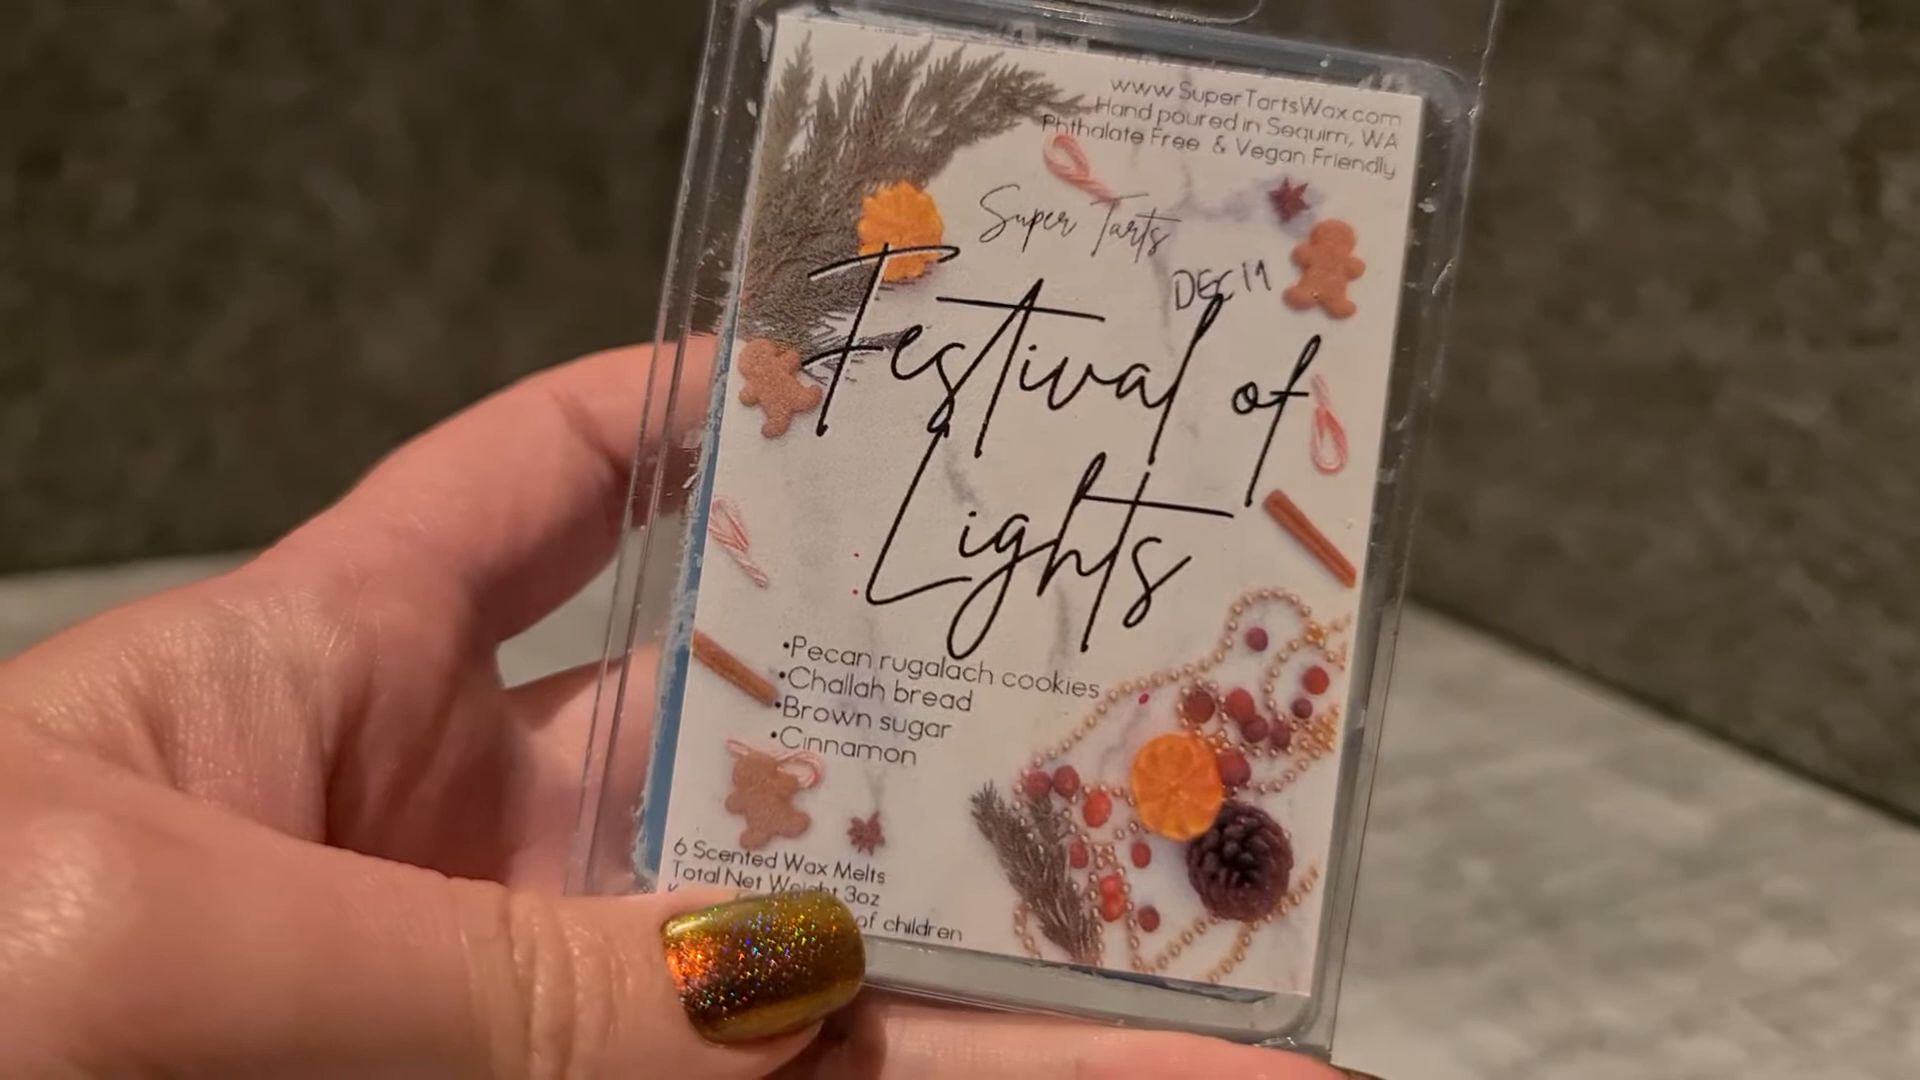 www.SuperTartsWax.com
Hand poured in Sequim, WA
Phthalate Free & Vegan Friendly
Super Tarts
DEC 19
Festival of
Lights
•Pecan rugalach cookies
•Challah bread
•Brown sugar
•Cinnamon
6 Scented Wax Melts
Total Net Weight 3oz
of children